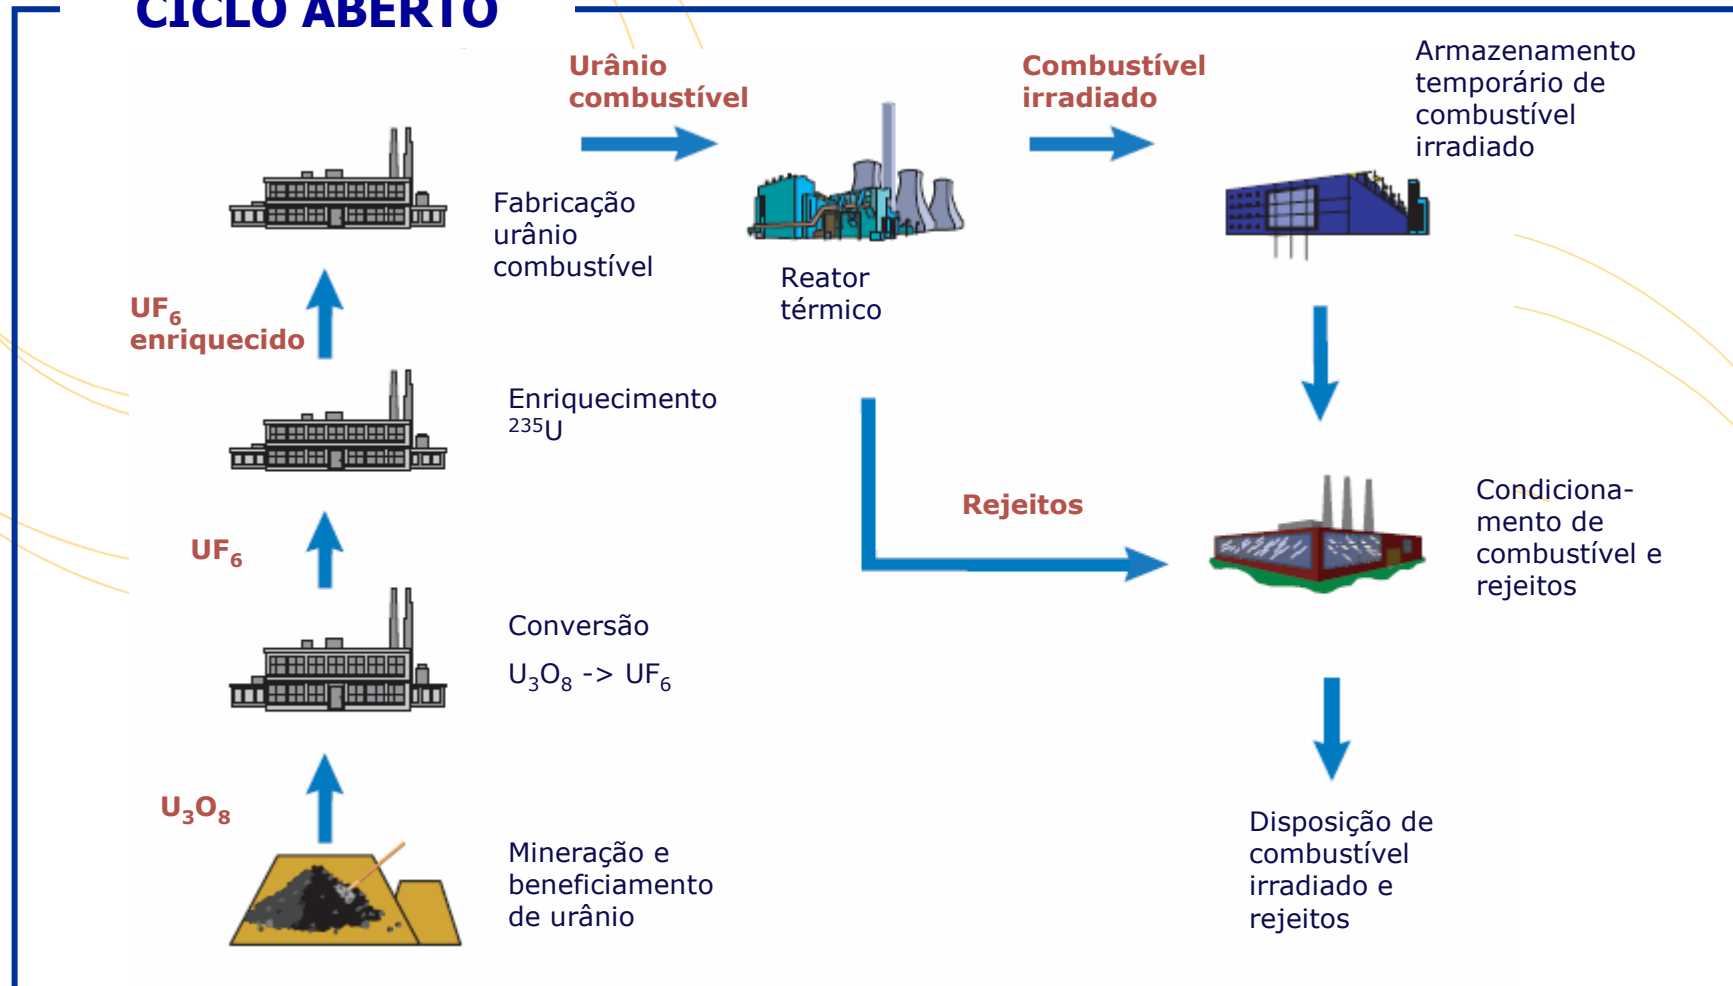 CICLO ABERTO
Urânio
combustível
Combustível
irradiado
Armazenamento
temporário de
combustível
irradiado
Fabricação
urânio
combustível
Reator
térmico
UF₆
enriquecido
Enriquecimento
²³⁵U
Rejeitos
Condiciona-
mento de
combustível e
rejeitos
UF₆
Conversão
U₃O₈ -> UF₆
U₃O₈
Mineração e
beneficiamento
de urânio
Disposição de
combustível
irradiado e
rejeitos